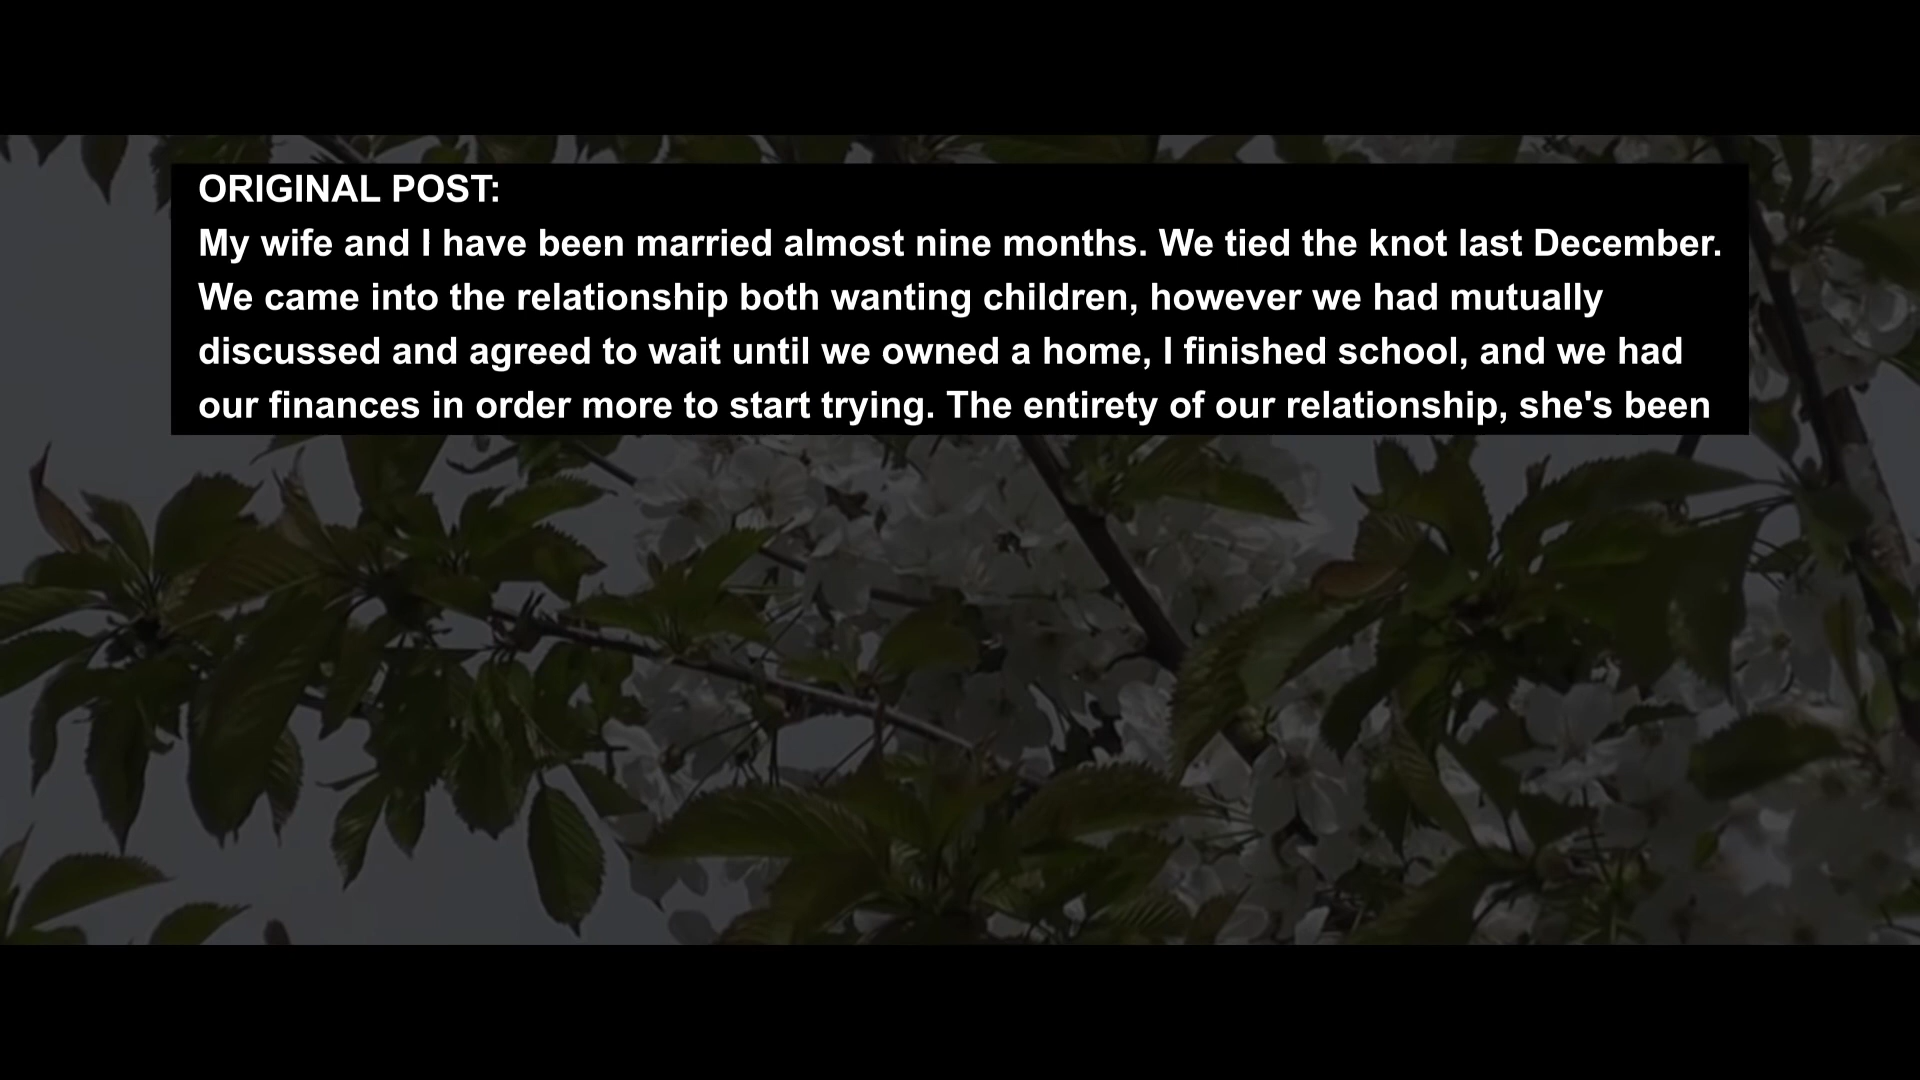 ORIGINAL POST:
My wife and I have been married almost nine months. We tied the knot last December.
We came into the relationship both wanting children, however we had mutually
discussed and agreed to wait until we owned a home, I finished school, and we had
our finances in order more to start trying. The entirety of our relationship, she's been